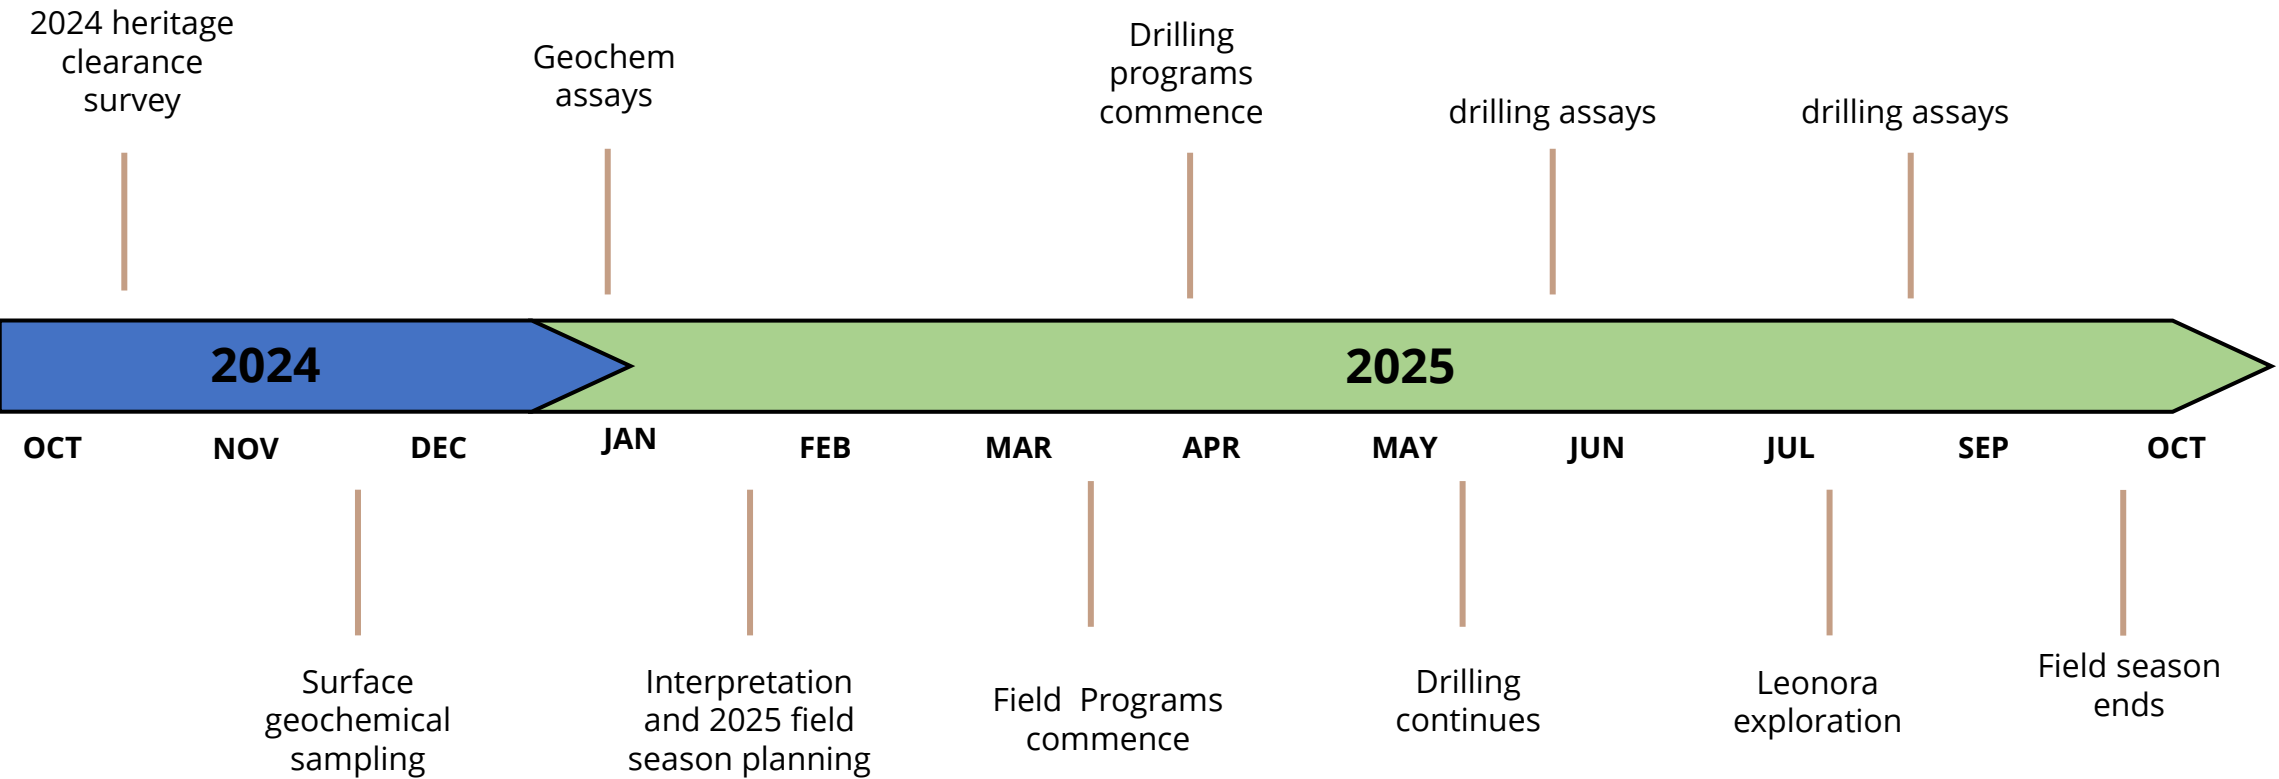 2024 heritage
clearance
survey
Geochem
assays
Drilling
programs
commence
drilling assays
drilling assays
2024
2025
OCT
NOV
DEC
JAN
FEB
MAR
APR
MAY
JUN
JUL
SEP
OCT
Surface
geochemical
sampling
Interpretation
and 2025 field
season planning
Field  Programs
commence
Drilling
continues
Leonora
exploration
Field season
ends